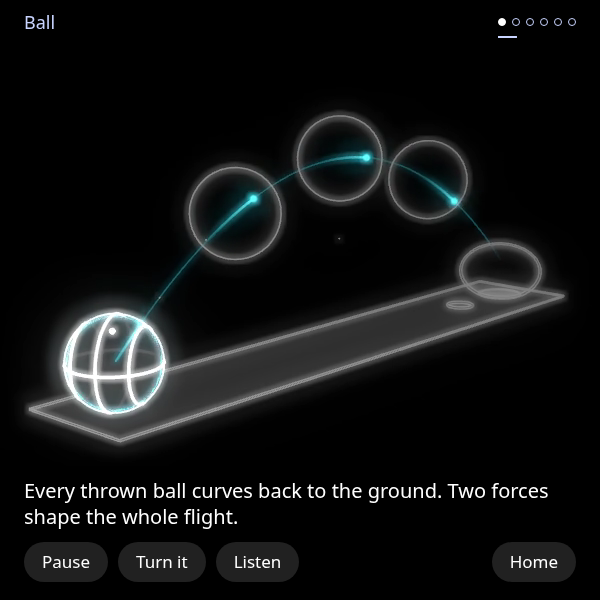 Ball
Every thrown ball curves back to the ground. Two forces
shape the whole flight.
Pause
Turn it
Listen
Home